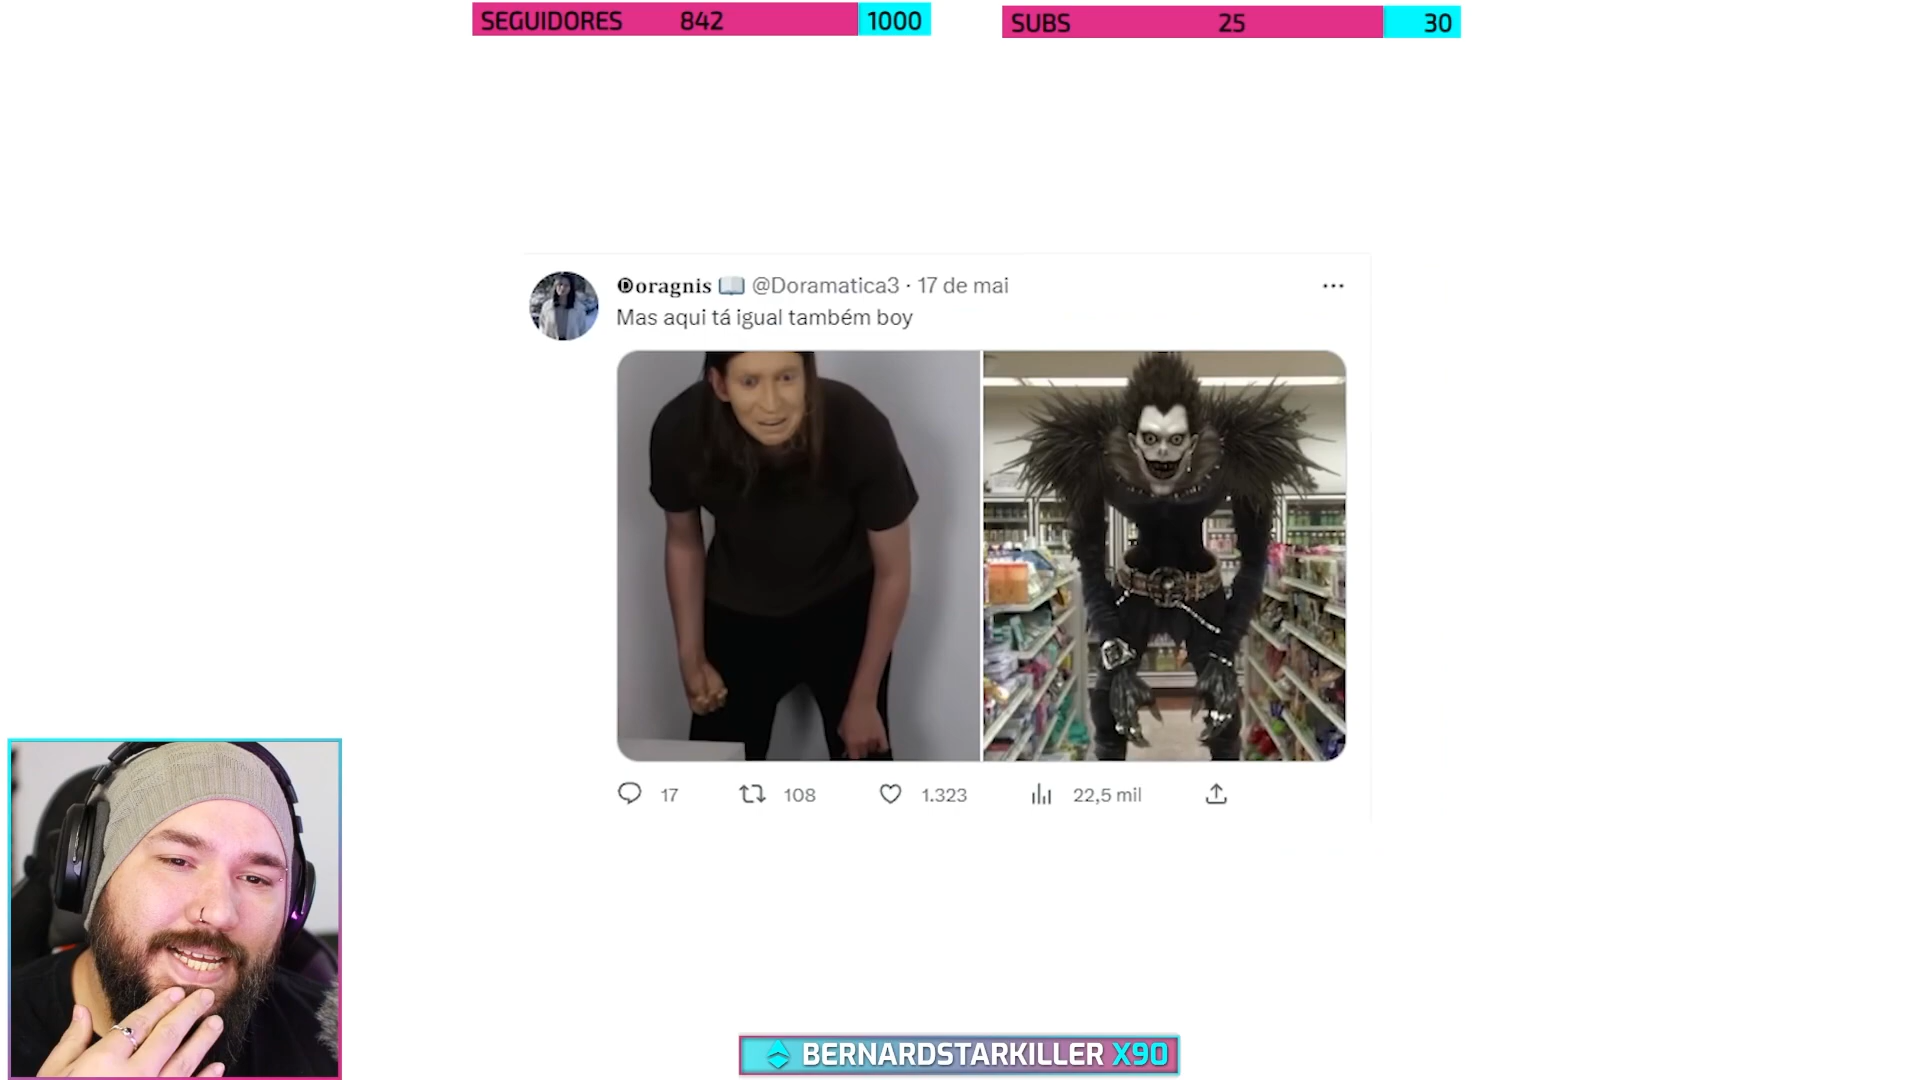 SEGUIDORES 842 1000
SUBS 25 30
Doragnis 📖 @Doramatica3 · 17 de mai
Mas aqui tá igual também boy
17 108 1.323 22,5 mil
BERNARDSTARKILLER X90